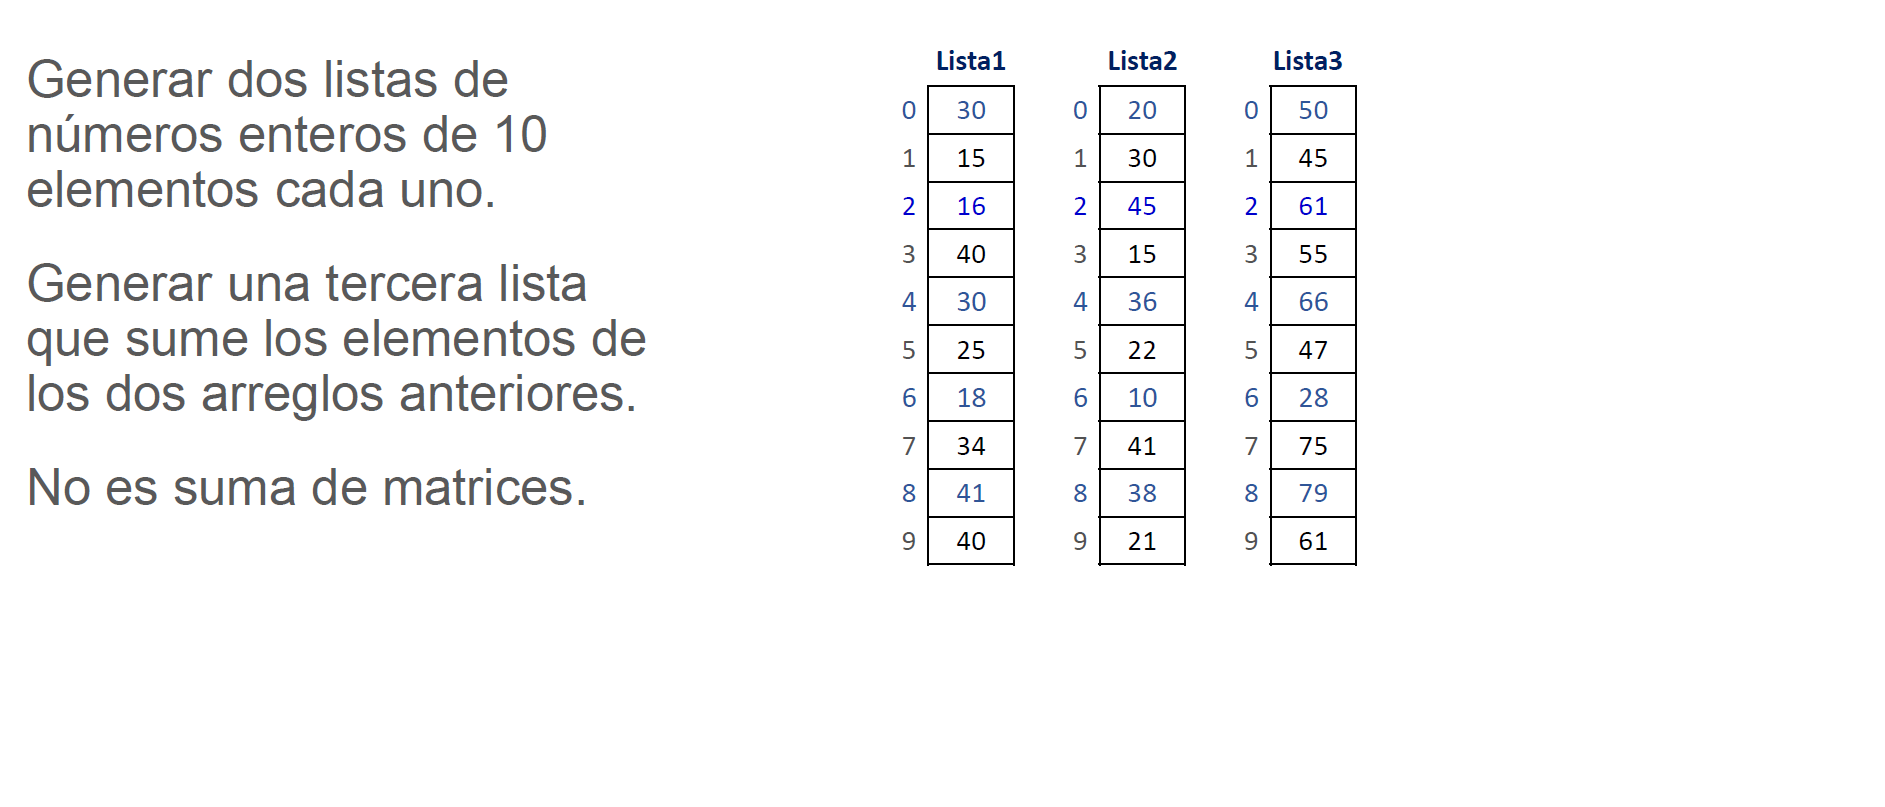 Generar dos listas de
números enteros de 10
elementos cada uno.
Generar una tercera lista
que sume los elementos de
los dos arreglos anteriores.
No es suma de matrices.
Lista1 Lista2 Lista3
0 30 0 20 0 50
1 15 1 30 1 45
2 16 2 45 2 61
3 40 3 15 3 55
4 30 4 36 4 66
5 25 5 22 5 47
6 18 6 10 6 28
7 34 7 41 7 75
8 41 8 38 8 79
9 40 9 21 9 61